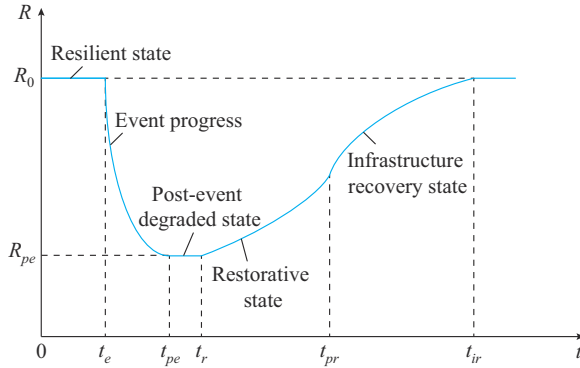 R
Resilient state
R0
Event progress
Infrastructure
recovery state
Post-event
degraded state
Rpe
Restorative
state
0
te
tpe
tr
tpr
tir
t